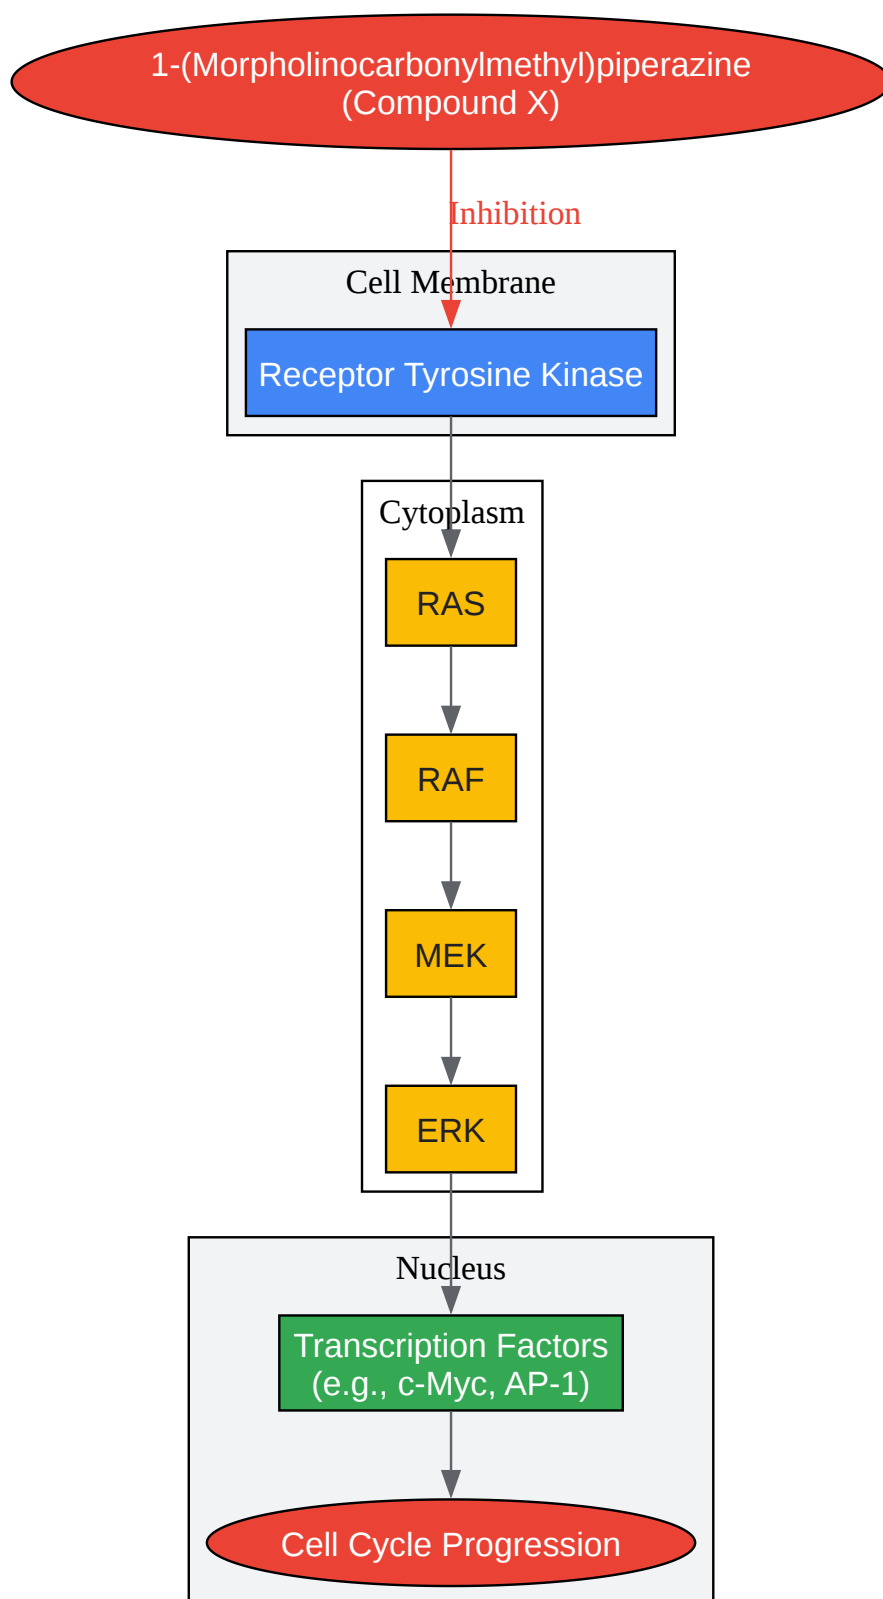 1-(Morpholinocarbonylmethyl)piperazine
(Compound X)
Inhibition
Cell Membrane
Receptor Tyrosine Kinase
Cytoplasm
RAS
RAF
MEK
ERK
Nucleus
Transcription Factors
(e.g., c-Myc, AP-1)
Cell Cycle Progression